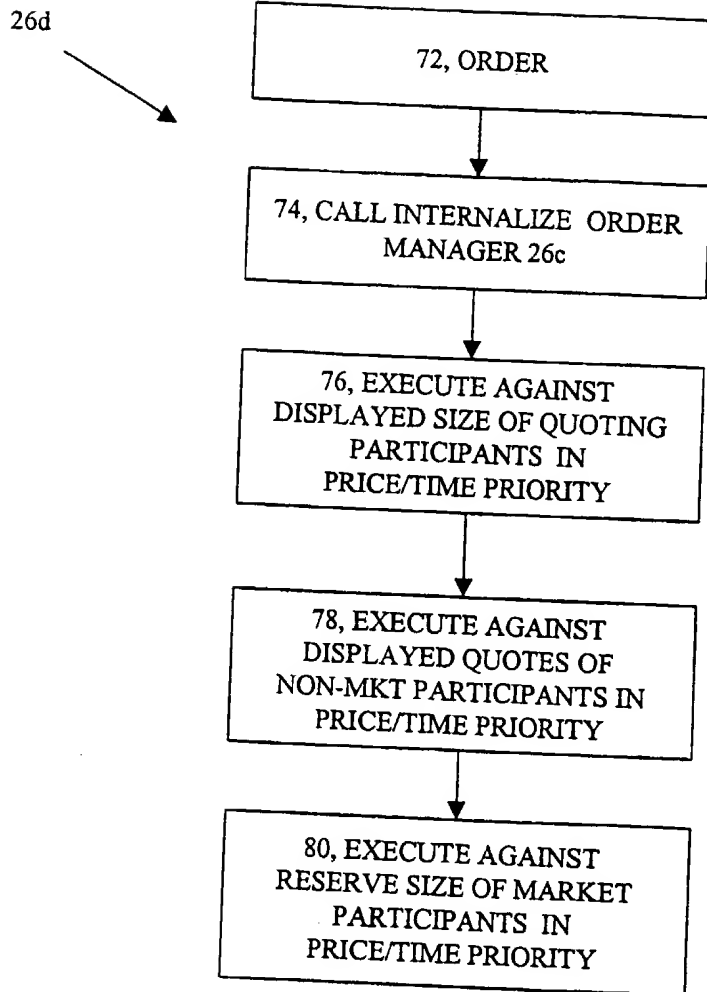 26d
72, ORDER
74, CALL INTERNALIZE ORDER
MANAGER 26c
76, EXECUTE AGAINST
DISPLAYED SIZE OF QUOTING
PARTICIPANTS IN
PRICE/TIME PRIORITY
78, EXECUTE AGAINST
DISPLAYED QUOTES OF
NON-MKT PARTICIPANTS IN
PRICE/TIME PRIORITY
80, EXECUTE AGAINST
RESERVE SIZE OF MARKET
PARTICIPANTS IN
PRICE/TIME PRIORITY